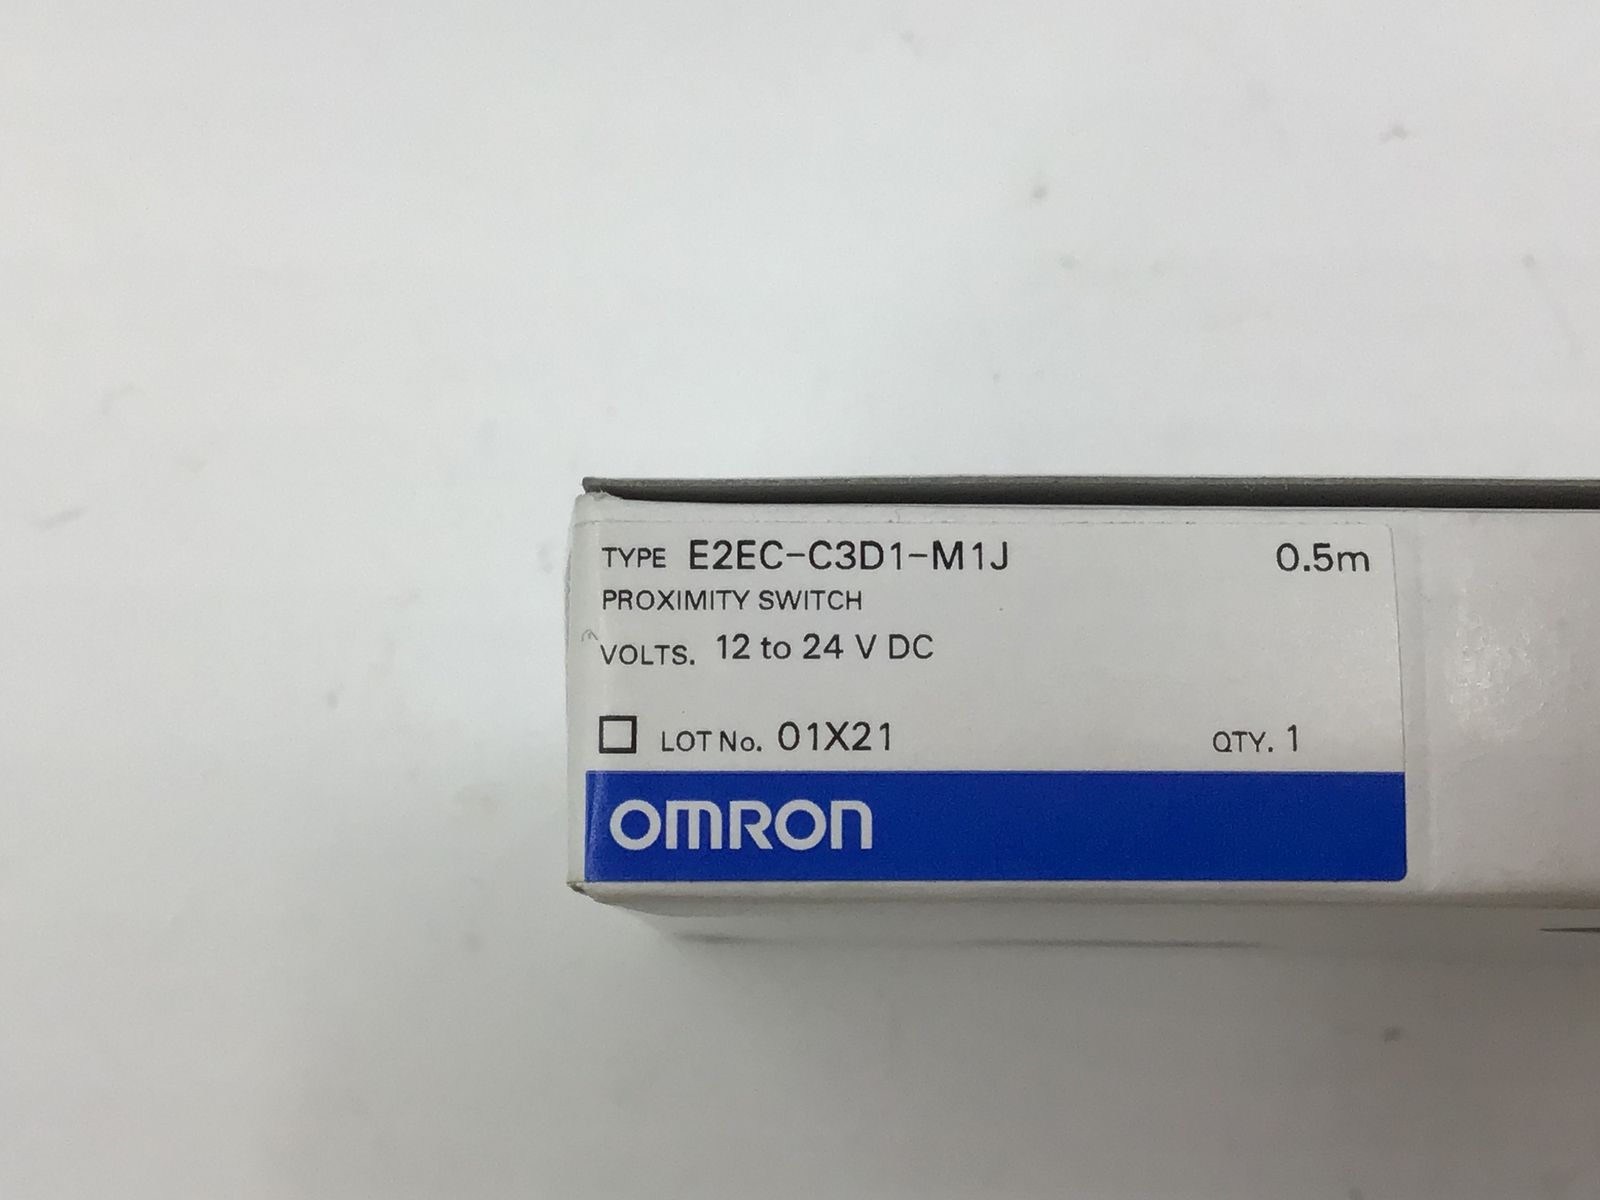 TYPE E2EC-C3D1-M1J 0.5m
PROXIMITY SWITCH
VOLTS. 12 to 24 V DC
LOT No. 01X21 QTY. 1
OMRON